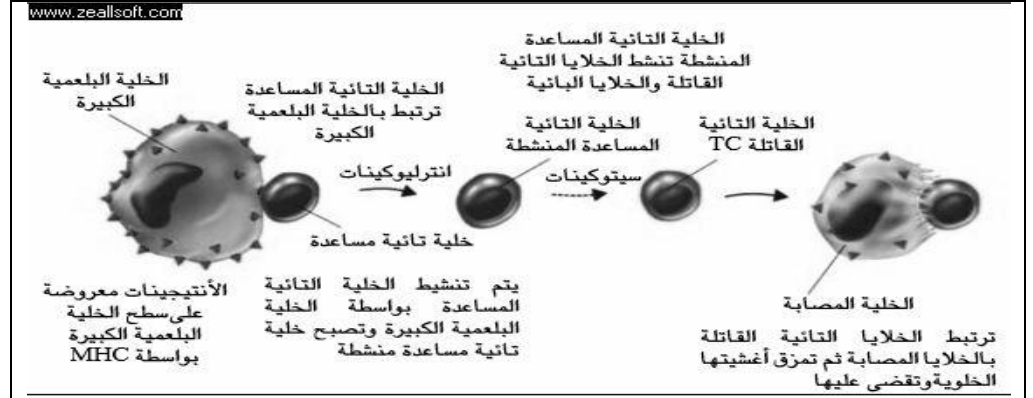 www.zeallsoft.com
الخلية البلعمية
الكبيرة
الخلية التائية المساعدة
ترتبط بالخلية البلعمية
الكبيرة
الخلية التائية المساعدة
المنشطة تنشط الخلايا التائية
القاتلة والخلايا البائية
انترليوكينات
الخلية التائية
المساعدة المنشطة
سيتوكينات
الخلية التائية
القاتلة TC
خلية تائية مساعدة
الخلية المصابة
الأنتيجينات معروضة
على سطح الخلية
البلعمية الكبيرة
بواسطة MHC
يتم تنشيط الخلية التائية
المساعدة بواسطة الخلية
البلعمية الكبيرة وتصبح خلية
تائية مساعدة منشطة
ترتبط الخلايا التائية القاتلة
بالخلايا المصابة ثم تمزق أغشيتها
الخلوية وتقضى عليها